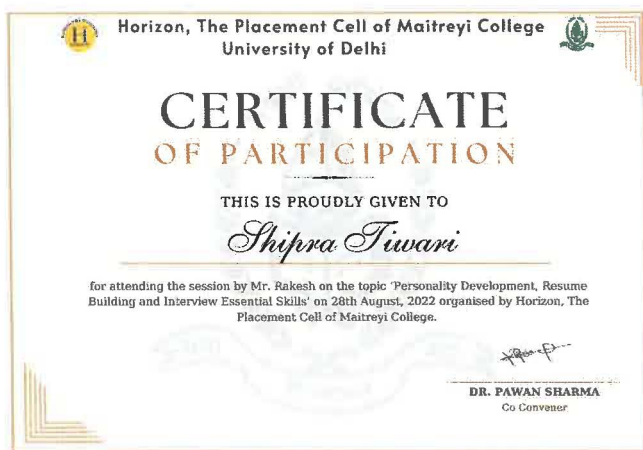 Horizon, The Placement Cell of Maitreyi College
University of Delhi
H
CERTIFICATE
OF PARTICIPATION
THIS IS PROUDLY GIVEN TO
Shipra Tiwari
for attending the session by Mr. Rakesh on the topic 'Personality Development, Resume
Building and Interview Essential Skills' on 28th August, 2022 organised by Horizon, The
Placement Cell of Maitreyi College.
DR. PAWAN SHARMA
Co Convener